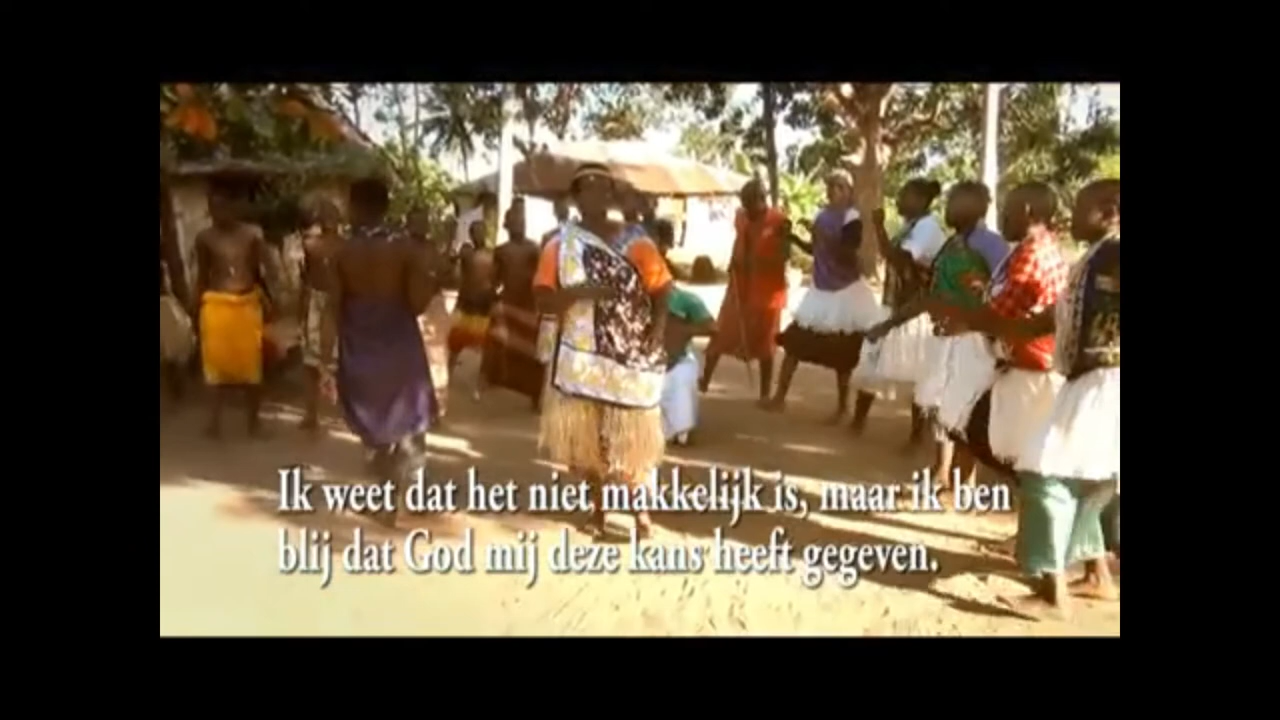 Ik weet dat het niet makkelijk is, maar ik ben
blij dat God mij deze kans heeft gegeven.